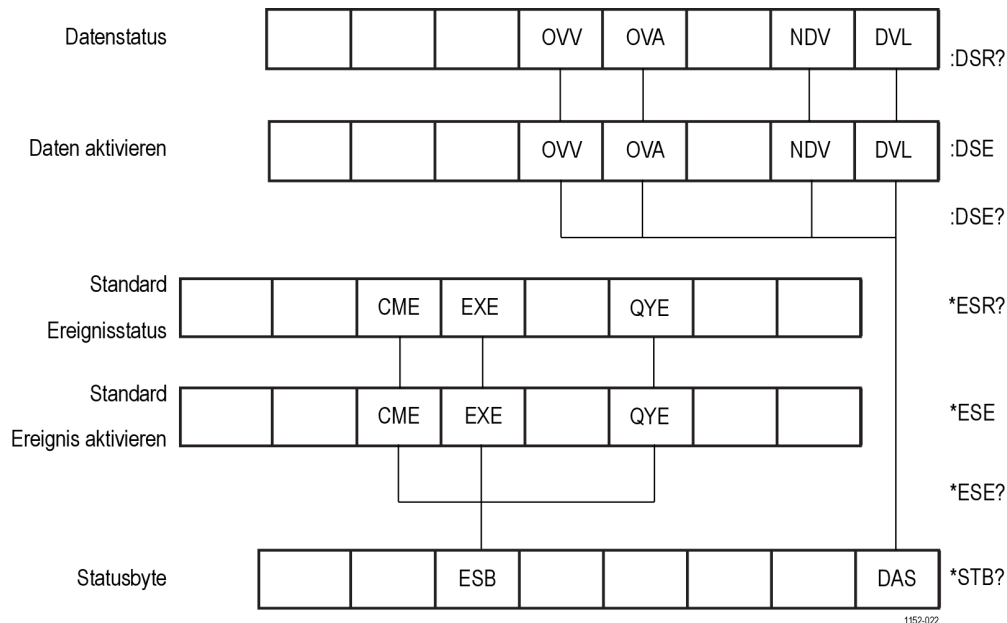 Datenstatus
OVV OVA NDV DVL
:DSR?
Daten aktivieren
OVV OVA NDV DVL
:DSE
:DSE?
Standard
Ereignisstatus
CME EXE QYE
*ESR?
Standard
Ereignis aktivieren
CME EXE QYE
*ESE
*ESE?
Statusbyte
ESB DAS
*STB?
1152-022